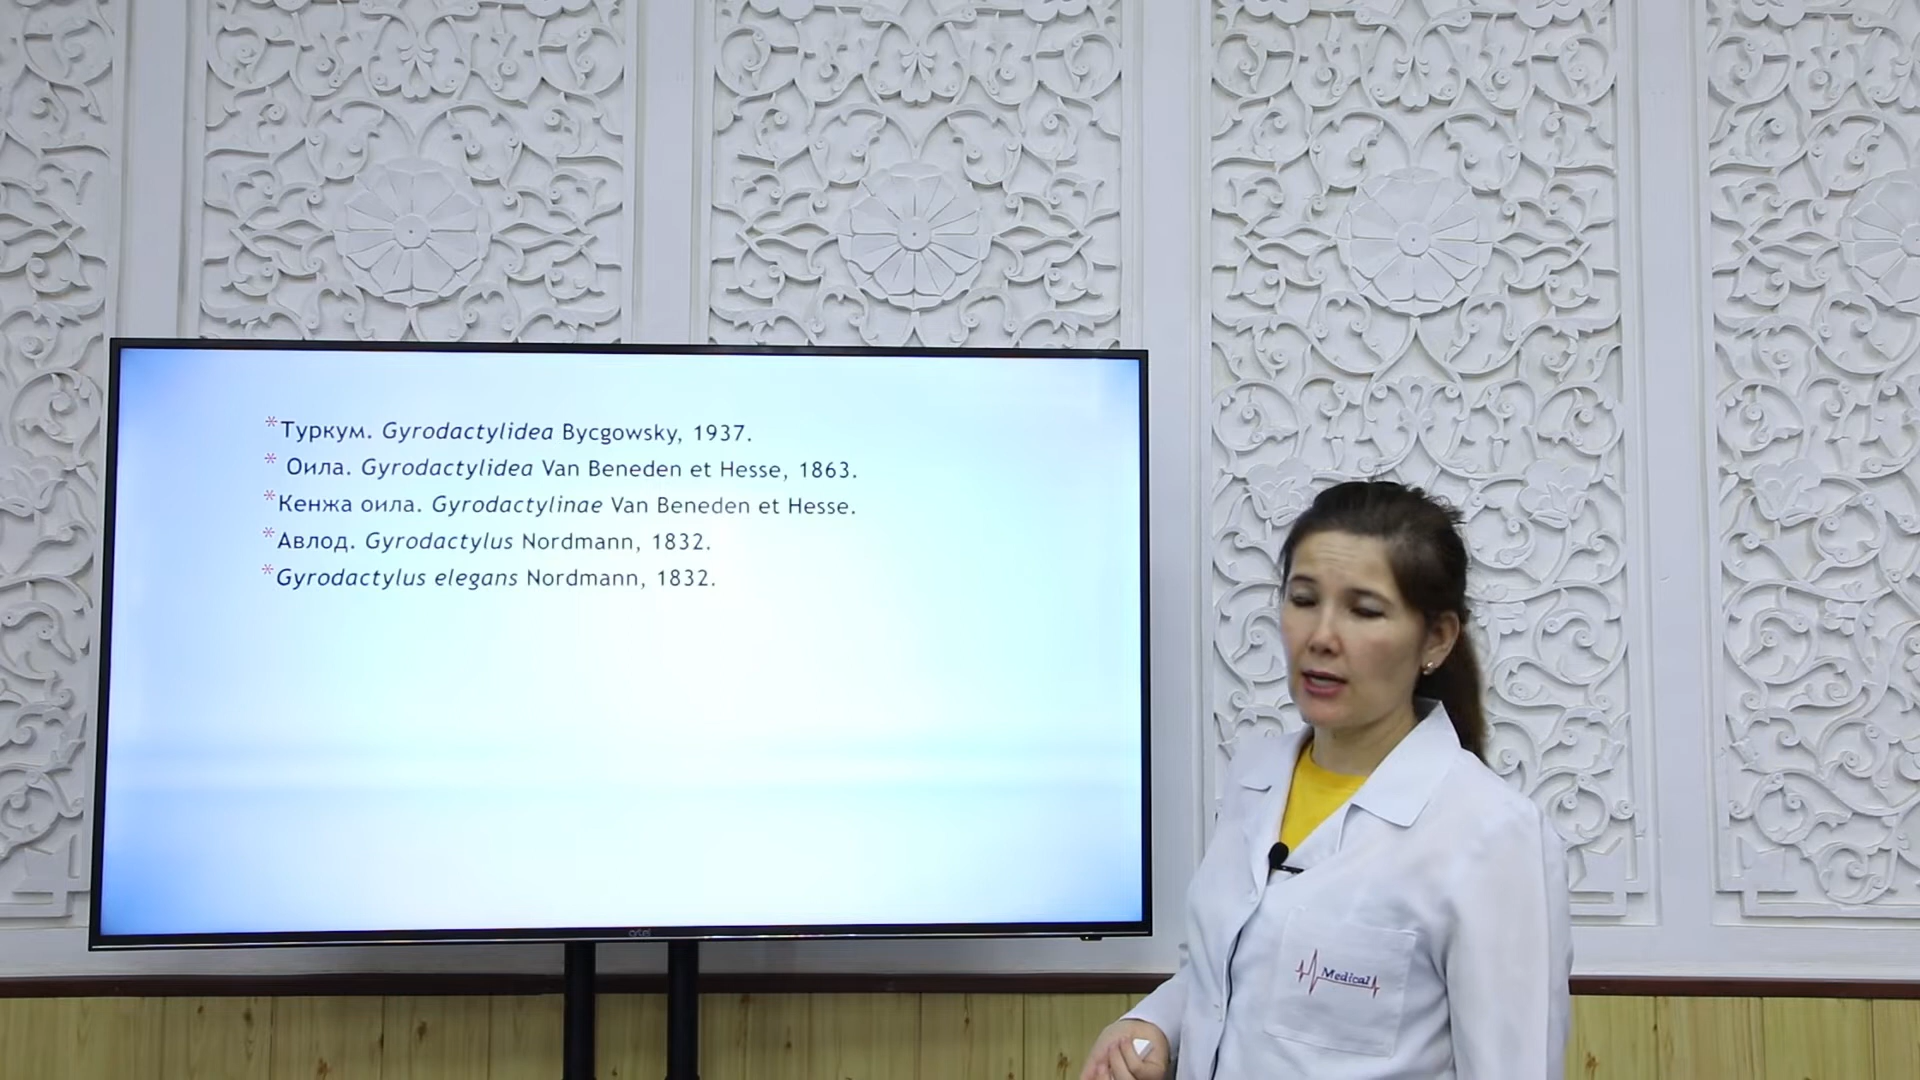 *Туркум. Gyrodactylidea Bycgowsky, 1937.
* Оила. Gyrodactylidea Van Beneden et Hesse, 1863.
*Кенжа оила. Gyrodactylinae Van Beneden et Hesse.
*Авлод. Gyrodactylus Nordmann, 1832.
*Gyrodactylus elegans Nordmann, 1832.
artel
Medical